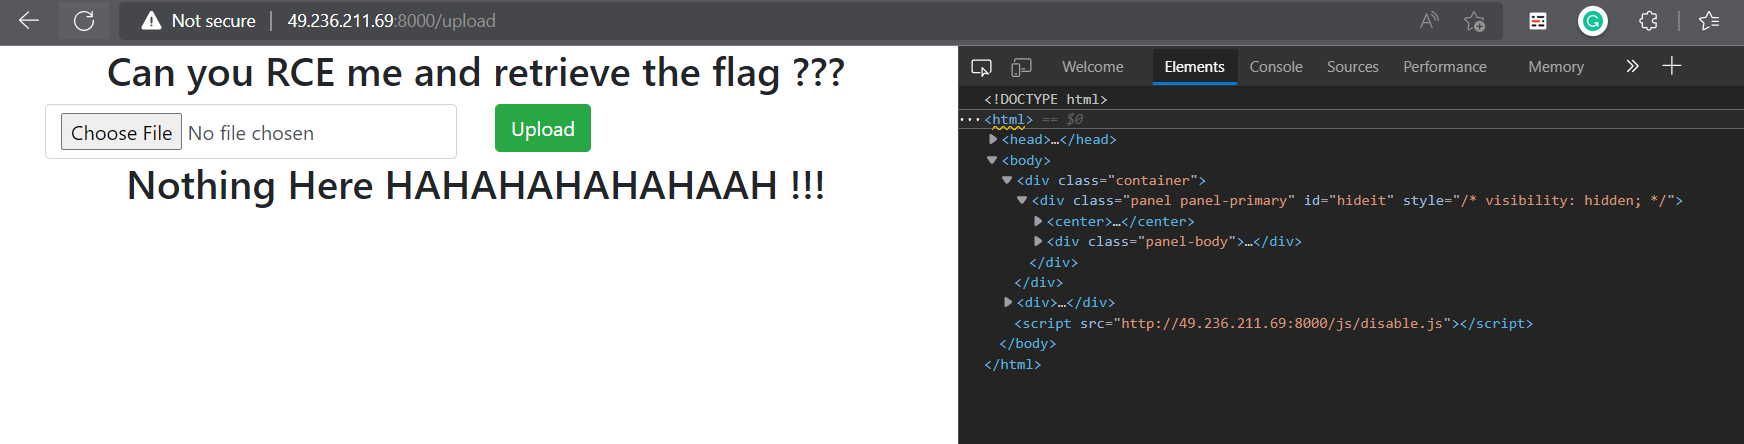 Not secure | 49.236.211.69:8000/upload
Can you RCE me and retrieve the flag ???
Choose File No file chosen
Upload
Nothing Here HAHAHAHAHAHAAH !!!
Welcome Elements Console Sources Performance Memory
<!DOCTYPE html>
<html> == $0
<head>…</head>
<body>
<div class="container">
<div class="panel panel-primary" id="hideit" style="/* visibility: hidden; */">
<center>…</center>
<div class="panel-body">…</div>
</div>
</div>
<div>…</div>
<script src="http://49.236.211.69:8000/js/disable.js"></script>
</body>
</html>